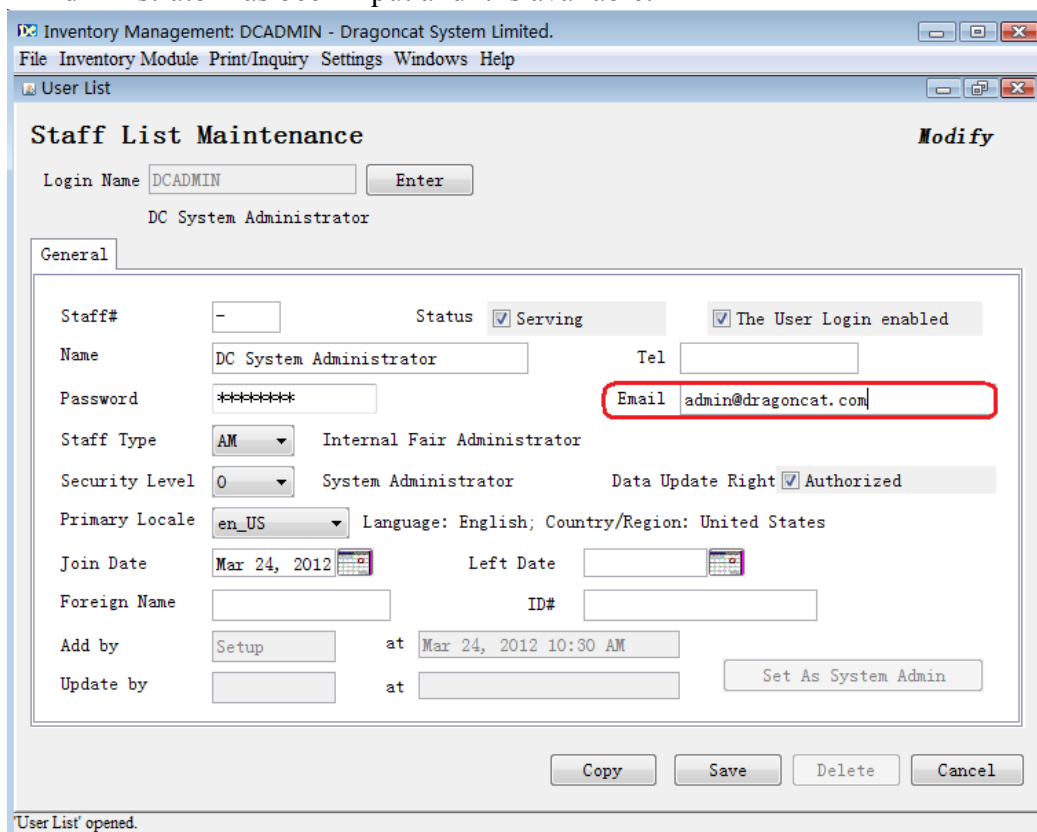 Inventory Management: DCADMIN - Dragoncat System Limited.
File Inventory Module Print/Inquiry Settings Windows Help
User List
Staff List Maintenance Modify
Login Name DCADMIN Enter
DC System Administrator
General
Staff# - Status Serving The User Login enabled
Name DC System Administrator Tel
Password ******** Email admin@dragoncat.com
Staff Type AM Internal Fair Administrator
Security Level 0 System Administrator Data Update Right Authorized
Primary Locale en_US Language: English; Country/Region: United States
Join Date Mar 24, 2012 Left Date
Foreign Name ID#
Add by Setup at Mar 24, 2012 10:30 AM
Update by at Set As System Admin
Copy Save Delete Cancel
'User List' opened.